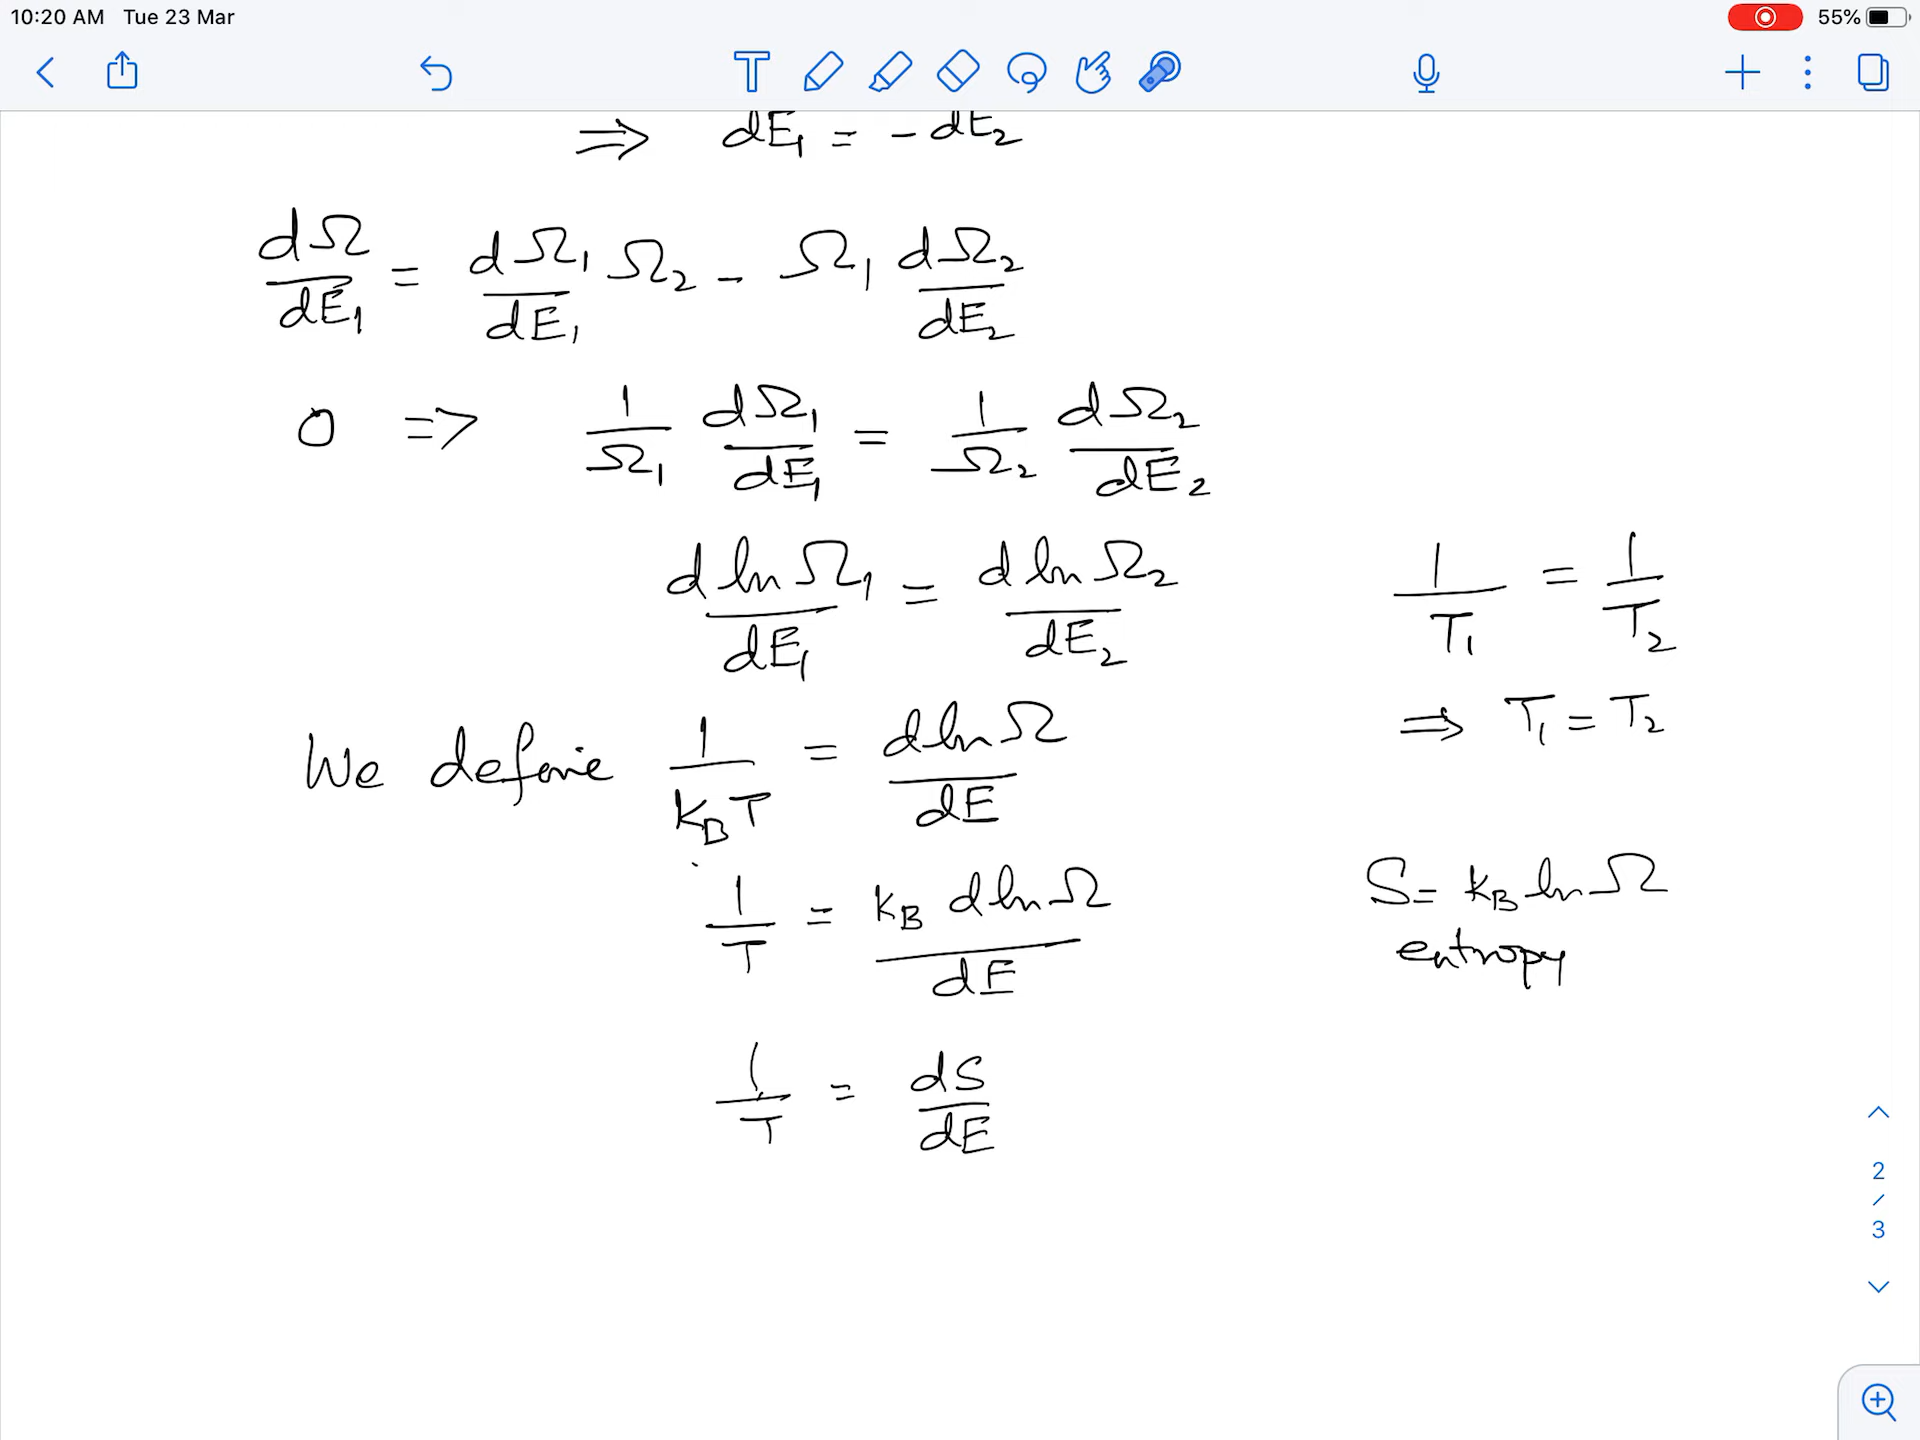 10:20 AM Tue 23 Mar
55%
T
⇒ dE₁ = - dE₂
dΩ/dE₁ = dΩ₁/dE₁ Ω₂ - Ω₁ dΩ₂/dE₂
0 => 1/Ω₁ dΩ₁/dE₁ = 1/Ω₂ dΩ₂/dE₂
d ln Ω₁/dE₁ = d ln Ω₂/dE₂
1/T₁ = 1/T₂
⇒ T₁ = T₂
We define 1/k_B T = d ln Ω/dE
1/T = k_B d ln Ω/dE
S = k_B ln Ω
entropy
1/T = dS/dE
2
/
3